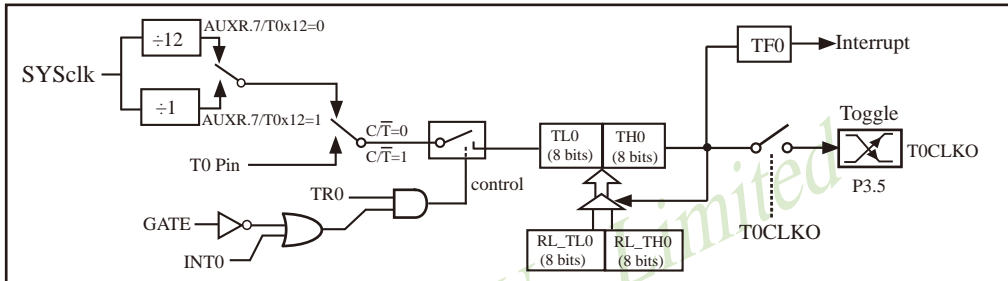 ÷12
AUXR.7/T0x12=0
SYSclk
÷1
AUXR.7/T0x12=1
T0 Pin
C/T̅=0
C/T̅=1
control
TR0
GATE
INT0
TL0
(8 bits)
TH0
(8 bits)
RL_TL0
(8 bits)
RL_TH0
(8 bits)
TF0
Interrupt
Toggle
T0CLKO
P3.5
T0CLKO
Limited